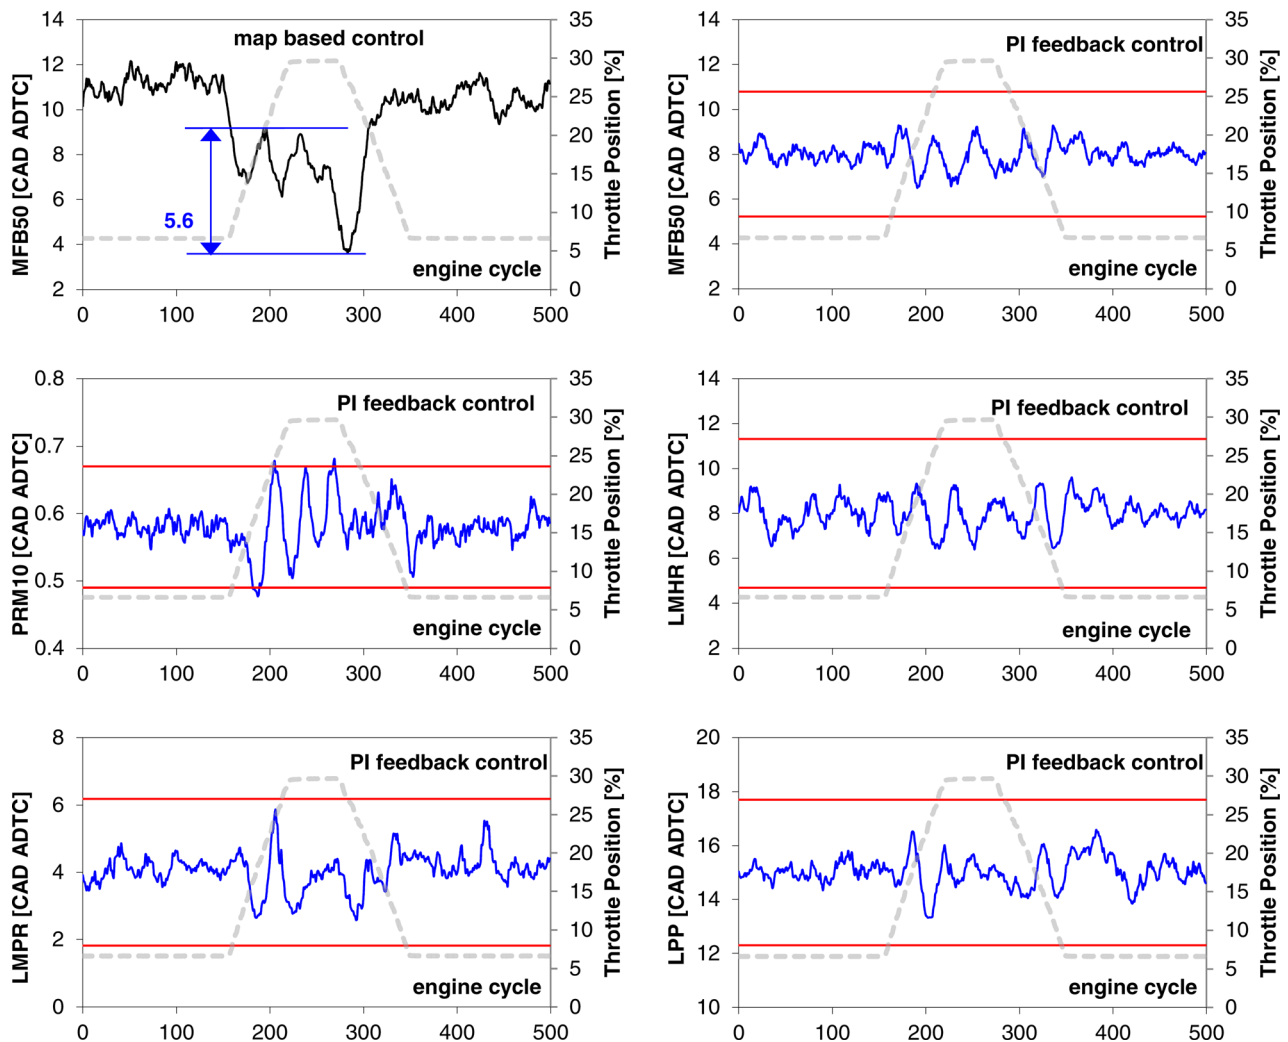 map based control
MFB50 [CAD ADTC]
14
12
10
8
6
4
2
35
30
25
20
15
10
5
0
Throttle Position [%]
5.6
engine cycle
0 100 200 300 400 500
PI feedback control
MFB50 [CAD ADTC]
14
12
10
8
6
4
2
35
30
25
20
15
10
5
0
Throttle Position [%]
engine cycle
0 100 200 300 400 500
PI feedback control
PRM10 [CAD ADTC]
0.8
0.7
0.6
0.5
0.4
35
30
25
20
15
10
5
0
Throttle Position [%]
engine cycle
0 100 200 300 400 500
PI feedback control
LMHR [CAD ADTC]
14
12
10
8
6
4
2
35
30
25
20
15
10
5
0
Throttle Position [%]
engine cycle
0 100 200 300 400 500
PI feedback control
LMPR [CAD ADTC]
8
6
4
2
0
35
30
25
20
15
10
5
0
Throttle Position [%]
engine cycle
0 100 200 300 400 500
PI feedback control
LPP [CAD ADTC]
20
18
16
14
12
10
35
30
25
20
15
10
5
0
Throttle Position [%]
engine cycle
0 100 200 300 400 500